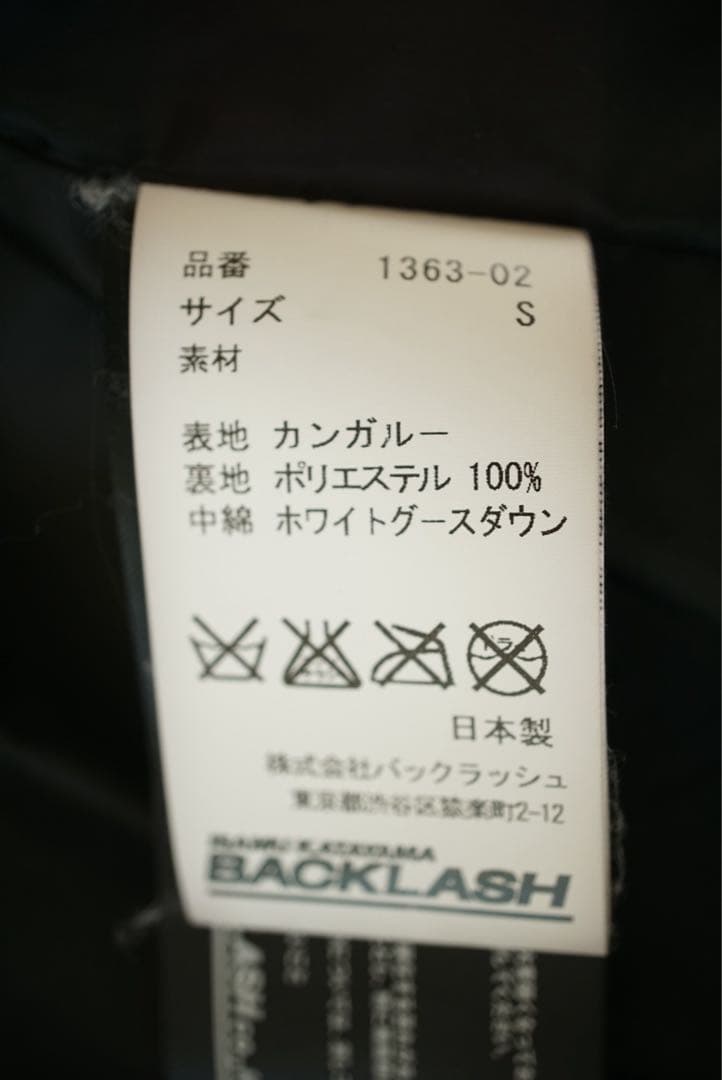 品番 1363-02
サイズ S
素材
表地 カンガルー
裏地 ポリエステル 100%
中綿 ホワイトグースダウン
ドライ
日本製
株式会社バックラッシュ
東京都渋谷区猿楽町2-12
ISAMU KATAYAMA
BACKLASH